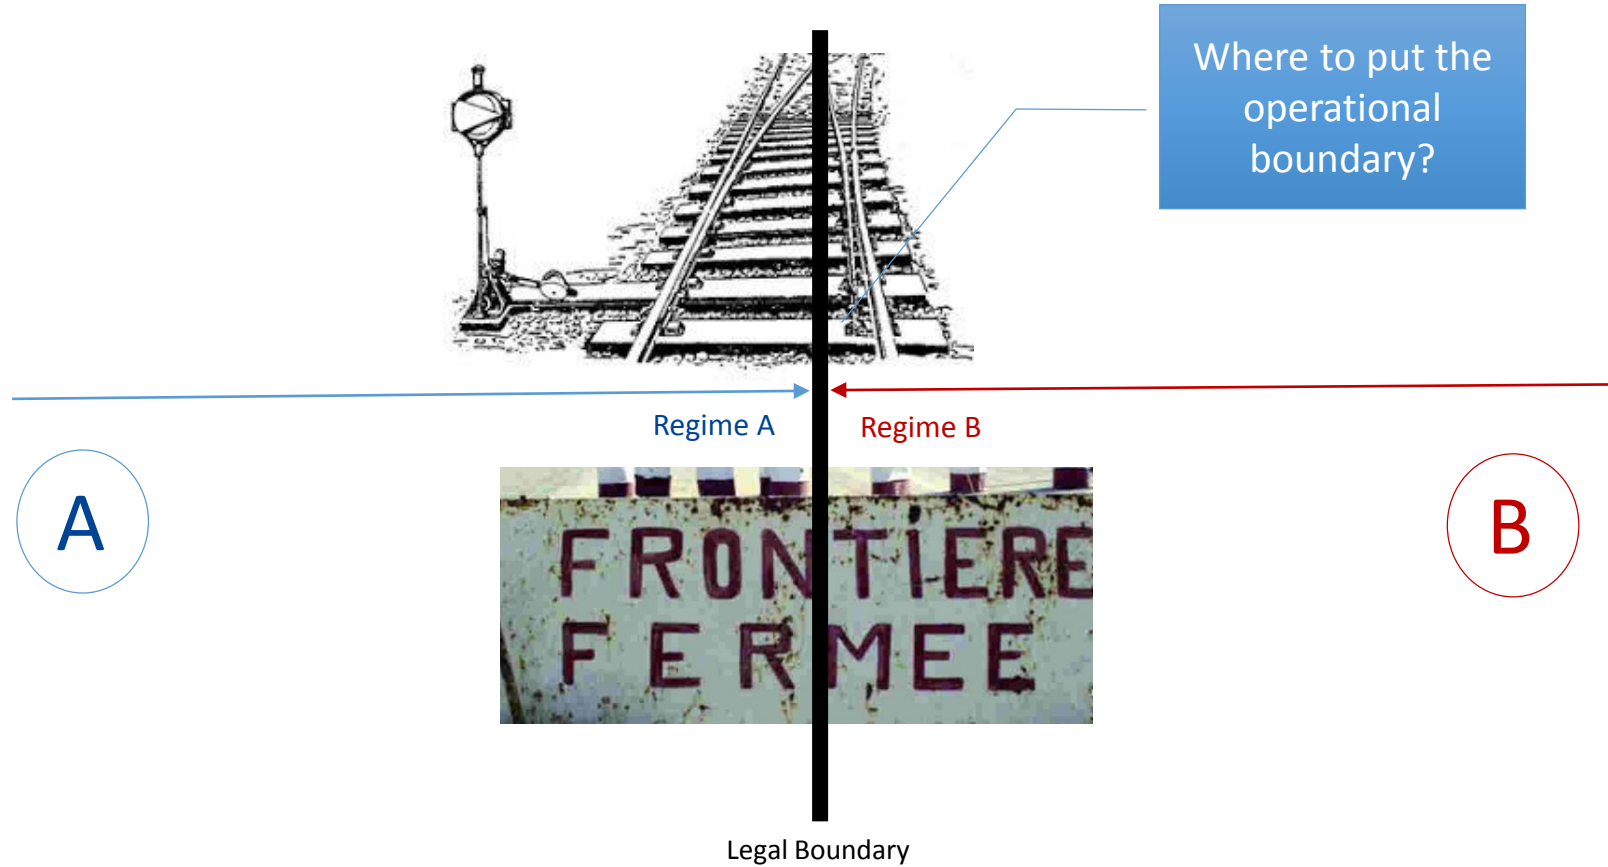 Where to put the
operational
boundary?
Regime A
Regime B
A
B
FRONTIERE
FERMEE
Legal Boundary